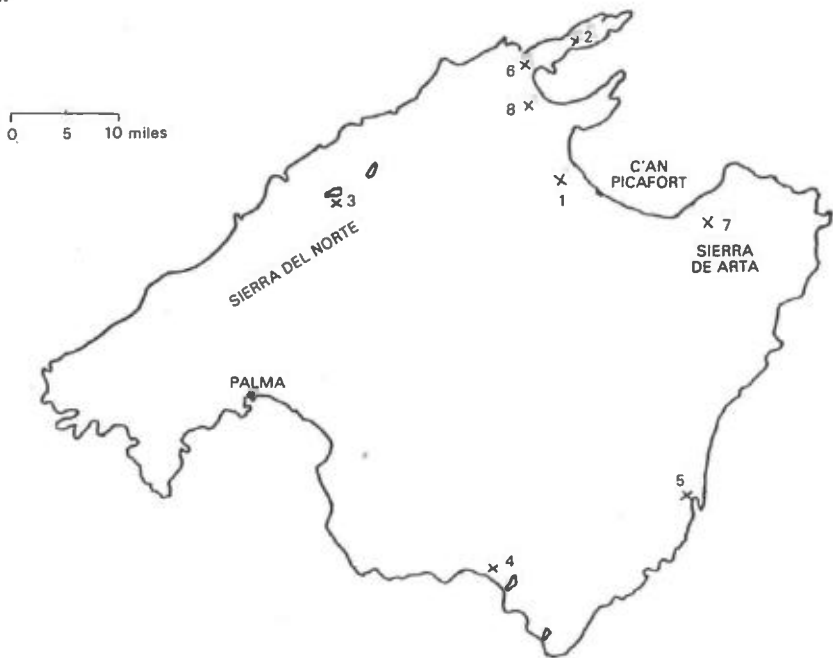 2
6
8
0 5 10 miles
C'AN
PICAFORT
1
3
7
SIERRA DEL NORTE
SIERRA
DE ARTA
PALMA
5
4